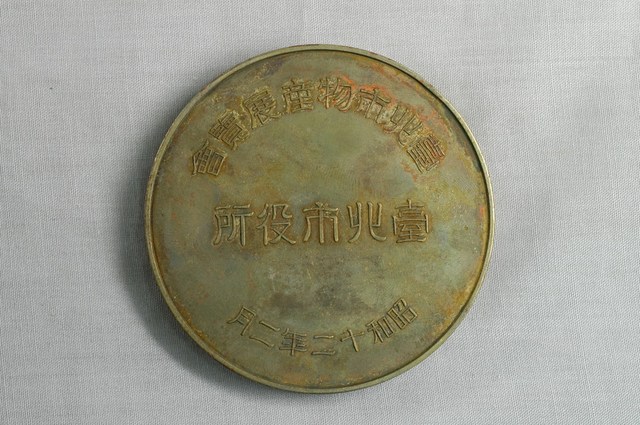 臺北市物產展覽會
臺北市役所
昭和十二年二月